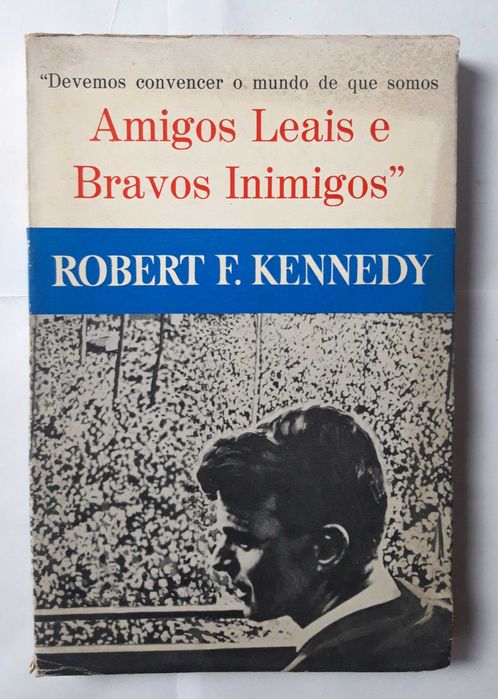 “Devemos convencer o mundo de que somos
Amigos Leais e
Bravos Inimigos”
ROBERT F. KENNEDY